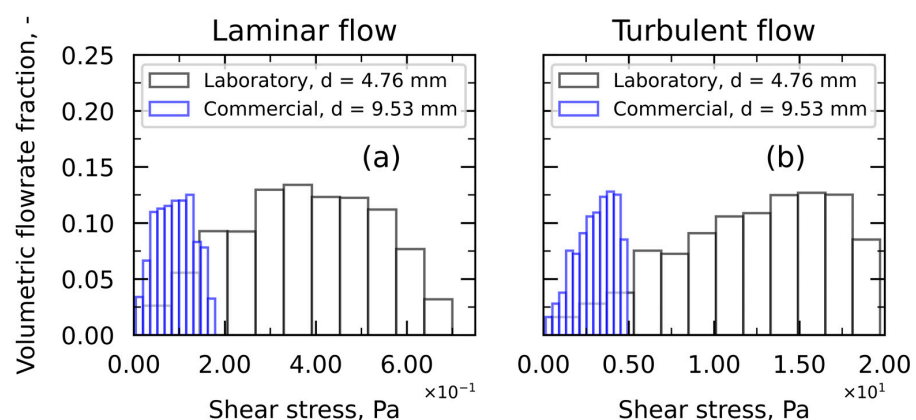 Laminar flow
Turbulent flow
Volumetric flowrate fraction, -
0.25
0.20
0.15
0.10
0.05
0.00
Laboratory, d = 4.76 mm
Commercial, d = 9.53 mm
(a)
0.00 2.00 4.00 6.00
×10⁻¹
Shear stress, Pa
Laboratory, d = 4.76 mm
Commercial, d = 9.53 mm
(b)
0.00 0.50 1.00 1.50 2.00
×10¹
Shear stress, Pa